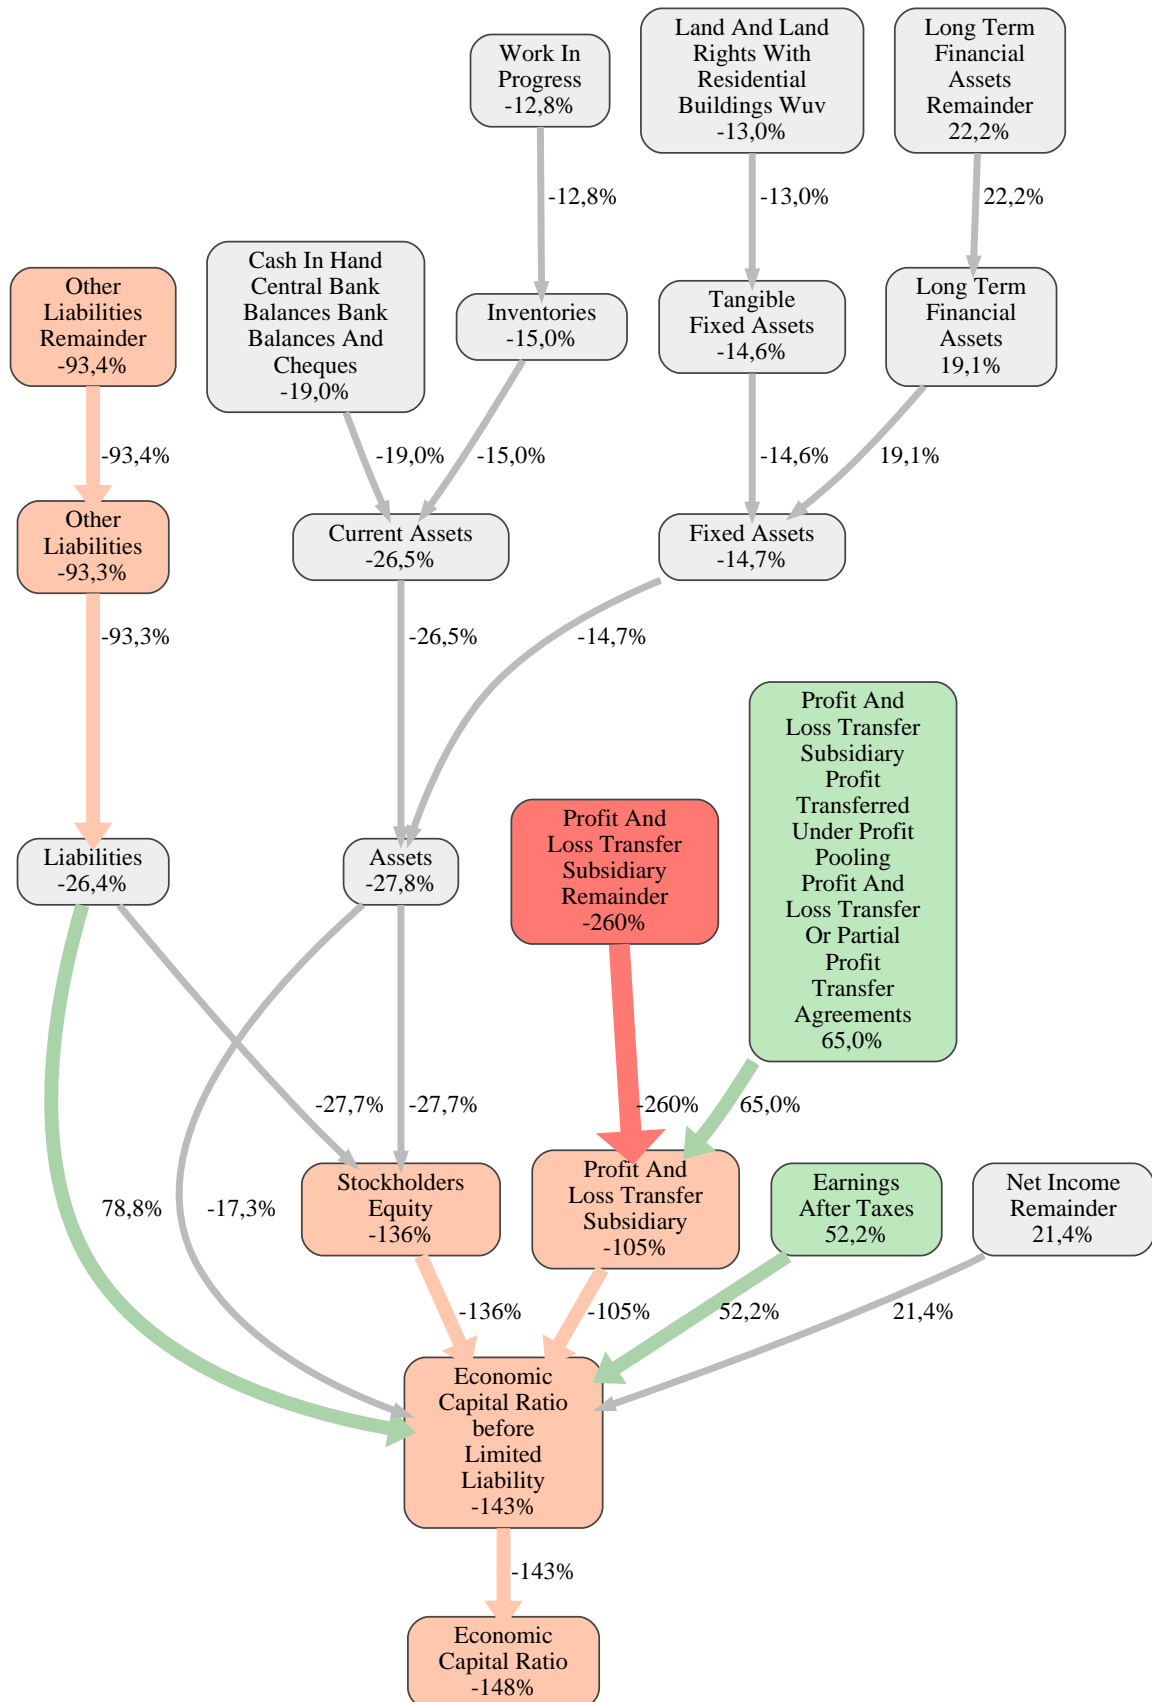 Work In
Progress
-12,8%
Land And Land
Rights With
Residential
Buildings Wuv
-13,0%
Long Term
Financial
Assets
Remainder
22,2%
-12,8%
-13,0%
22,2%
Other
Liabilities
Remainder
-93,4%
Cash In Hand
Central Bank
Balances Bank
Balances And
Cheques
-19,0%
Inventories
-15,0%
Tangible
Fixed Assets
-14,6%
Long Term
Financial
Assets
19,1%
-93,4%
-19,0%
-15,0%
-14,6%
19,1%
Other
Liabilities
-93,3%
Current Assets
-26,5%
Fixed Assets
-14,7%
-93,3%
-26,5%
-14,7%
Profit And
Loss Transfer
Subsidiary
Profit
Transferred
Under Profit
Pooling
Profit And
Loss Transfer
Or Partial
Profit
Transfer
Agreements
65,0%
Liabilities
-26,4%
Assets
-27,8%
Profit And
Loss Transfer
Subsidiary
Remainder
-260%
-27,7%
-27,7%
-260%
65,0%
78,8%
-17,3%
Stockholders
Equity
-136%
Profit And
Loss Transfer
Subsidiary
-105%
Earnings
After Taxes
52,2%
Net Income
Remainder
21,4%
-136%
-105%
52,2%
21,4%
Economic
Capital Ratio
before
Limited
Liability
-143%
-143%
Economic
Capital Ratio
-148%